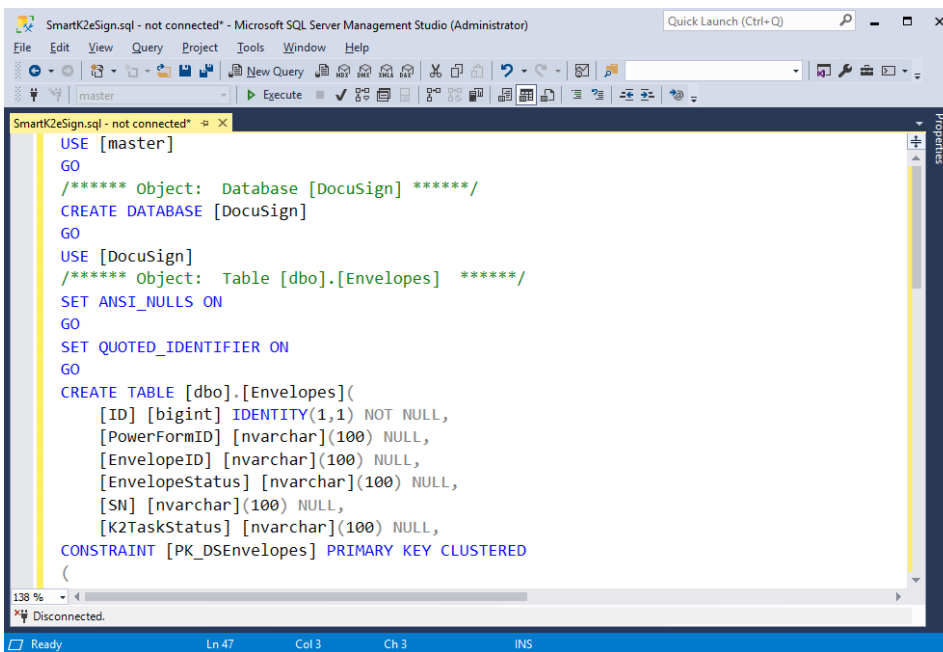 SmartK2eSign.sql - not connected* - Microsoft SQL Server Management Studio (Administrator)
Quick Launch (Ctrl+Q)
File Edit View Query Project Tools Window Help
New Query MDX DMX XMLA DAX
master
Execute
SmartK2eSign.sql - not connected*
Properties
USE [master]
GO
/****** Object:  Database [DocuSign] ******/
CREATE DATABASE [DocuSign]
GO
USE [DocuSign]
/****** Object:  Table [dbo].[Envelopes]  ******/
SET ANSI_NULLS ON
GO
SET QUOTED_IDENTIFIER ON
GO
CREATE TABLE [dbo].[Envelopes](
    [ID] [bigint] IDENTITY(1,1) NOT NULL,
    [PowerFormID] [nvarchar](100) NULL,
    [EnvelopeID] [nvarchar](100) NULL,
    [EnvelopeStatus] [nvarchar](100) NULL,
    [SN] [nvarchar](100) NULL,
    [K2TaskStatus] [nvarchar](100) NULL,
CONSTRAINT [PK_DSEnvelopes] PRIMARY KEY CLUSTERED
(
138 %
Disconnected.
Ready Ln 47 Col 3 Ch 3 INS